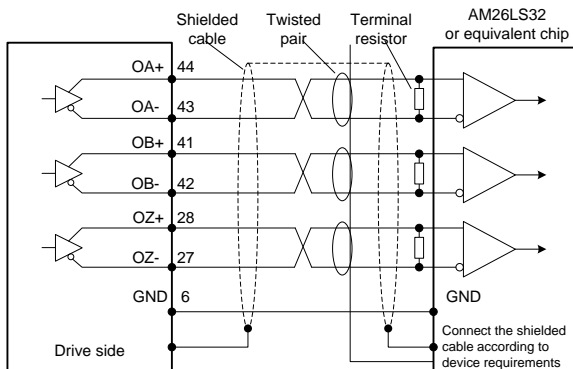 Shielded
cable
Twisted
pair
Terminal
resistor
AM26LS32
or equivalent chip
OA+ 44
OA- 43
OB+ 41
OB- 42
OZ+ 28
OZ- 27
GND 6
GND
Drive side
Connect the shielded
cable according to
device requirements